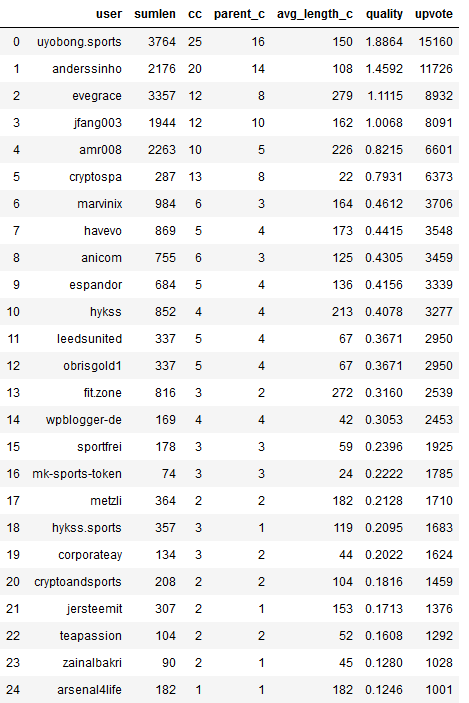 user sumlen cc parent_c avg_length_c quality upvote
0 uyobong.sports 3764 25 16 150 1.8864 15160
1 anderssinho 2176 20 14 108 1.4592 11726
2 evegrace 3357 12 8 279 1.1115 8932
3 jfang003 1944 12 10 162 1.0068 8091
4 amr008 2263 10 5 226 0.8215 6601
5 cryptospa 287 13 8 22 0.7931 6373
6 marvinix 984 6 3 164 0.4612 3706
7 havevo 869 5 4 173 0.4415 3548
8 anicom 755 6 3 125 0.4305 3459
9 espandor 684 5 4 136 0.4156 3339
10 hykss 852 4 4 213 0.4078 3277
11 leedsunited 337 5 4 67 0.3671 2950
12 obrisgold1 337 5 4 67 0.3671 2950
13 fit.zone 816 3 2 272 0.3160 2539
14 wpblogger-de 169 4 4 42 0.3053 2453
15 sportfrei 178 3 3 59 0.2396 1925
16 mk-sports-token 74 3 3 24 0.2222 1785
17 metzli 364 2 2 182 0.2128 1710
18 hykss.sports 357 3 1 119 0.2095 1683
19 corporateay 134 3 2 44 0.2022 1624
20 cryptoandsports 208 2 2 104 0.1816 1459
21 jersteemit 307 2 1 153 0.1713 1376
22 teapassion 104 2 2 52 0.1608 1292
23 zainalbakri 90 2 1 45 0.1280 1028
24 arsenal4life 182 1 1 182 0.1246 1001